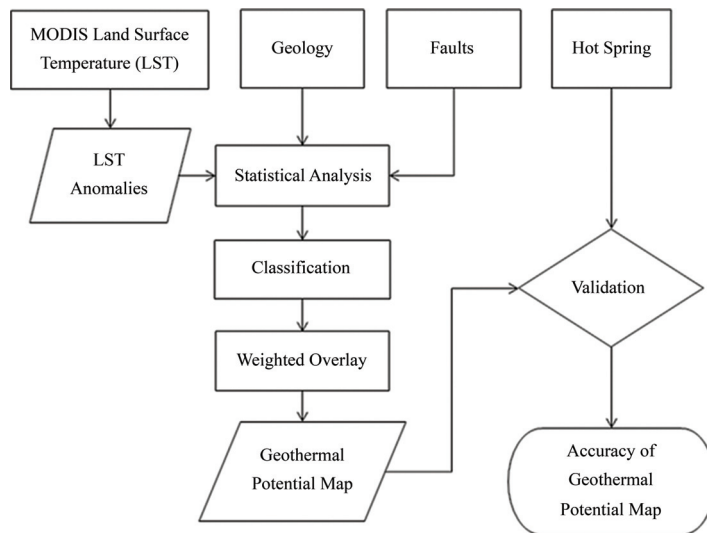 MODIS Land Surface
Temperature (LST)
Geology
Faults
Hot Spring
LST
Anomalies
Statistical Analysis
Classification
Validation
Weighted Overlay
Geothermal
Potential Map
Accuracy of
Geothermal
Potential Map